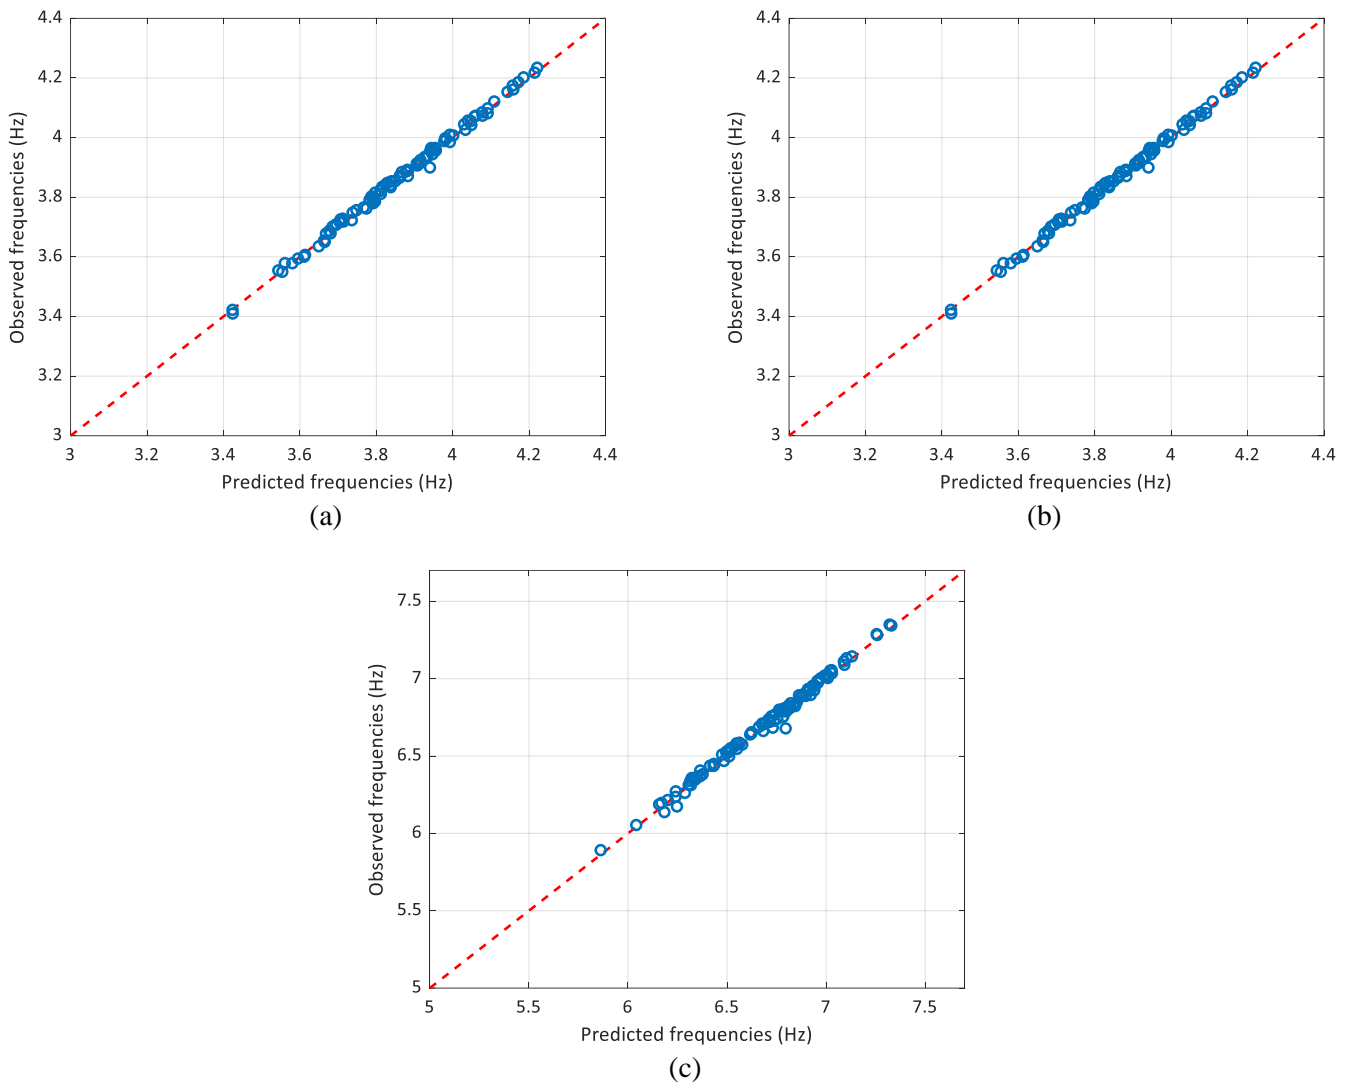 4.4
4.2
4
3.8
3.6
3.4
3.2
3
Observed frequencies (Hz)
3 3.2 3.4 3.6 3.8 4 4.2 4.4
Predicted frequencies (Hz)
(a)
4.4
4.2
4
3.8
3.6
3.4
3.2
3
Observed frequencies (Hz)
3 3.2 3.4 3.6 3.8 4 4.2 4.4
Predicted frequencies (Hz)
(b)
7.5
7
6.5
6
5.5
5
Observed frequencies (Hz)
5 5.5 6 6.5 7 7.5
Predicted frequencies (Hz)
(c)